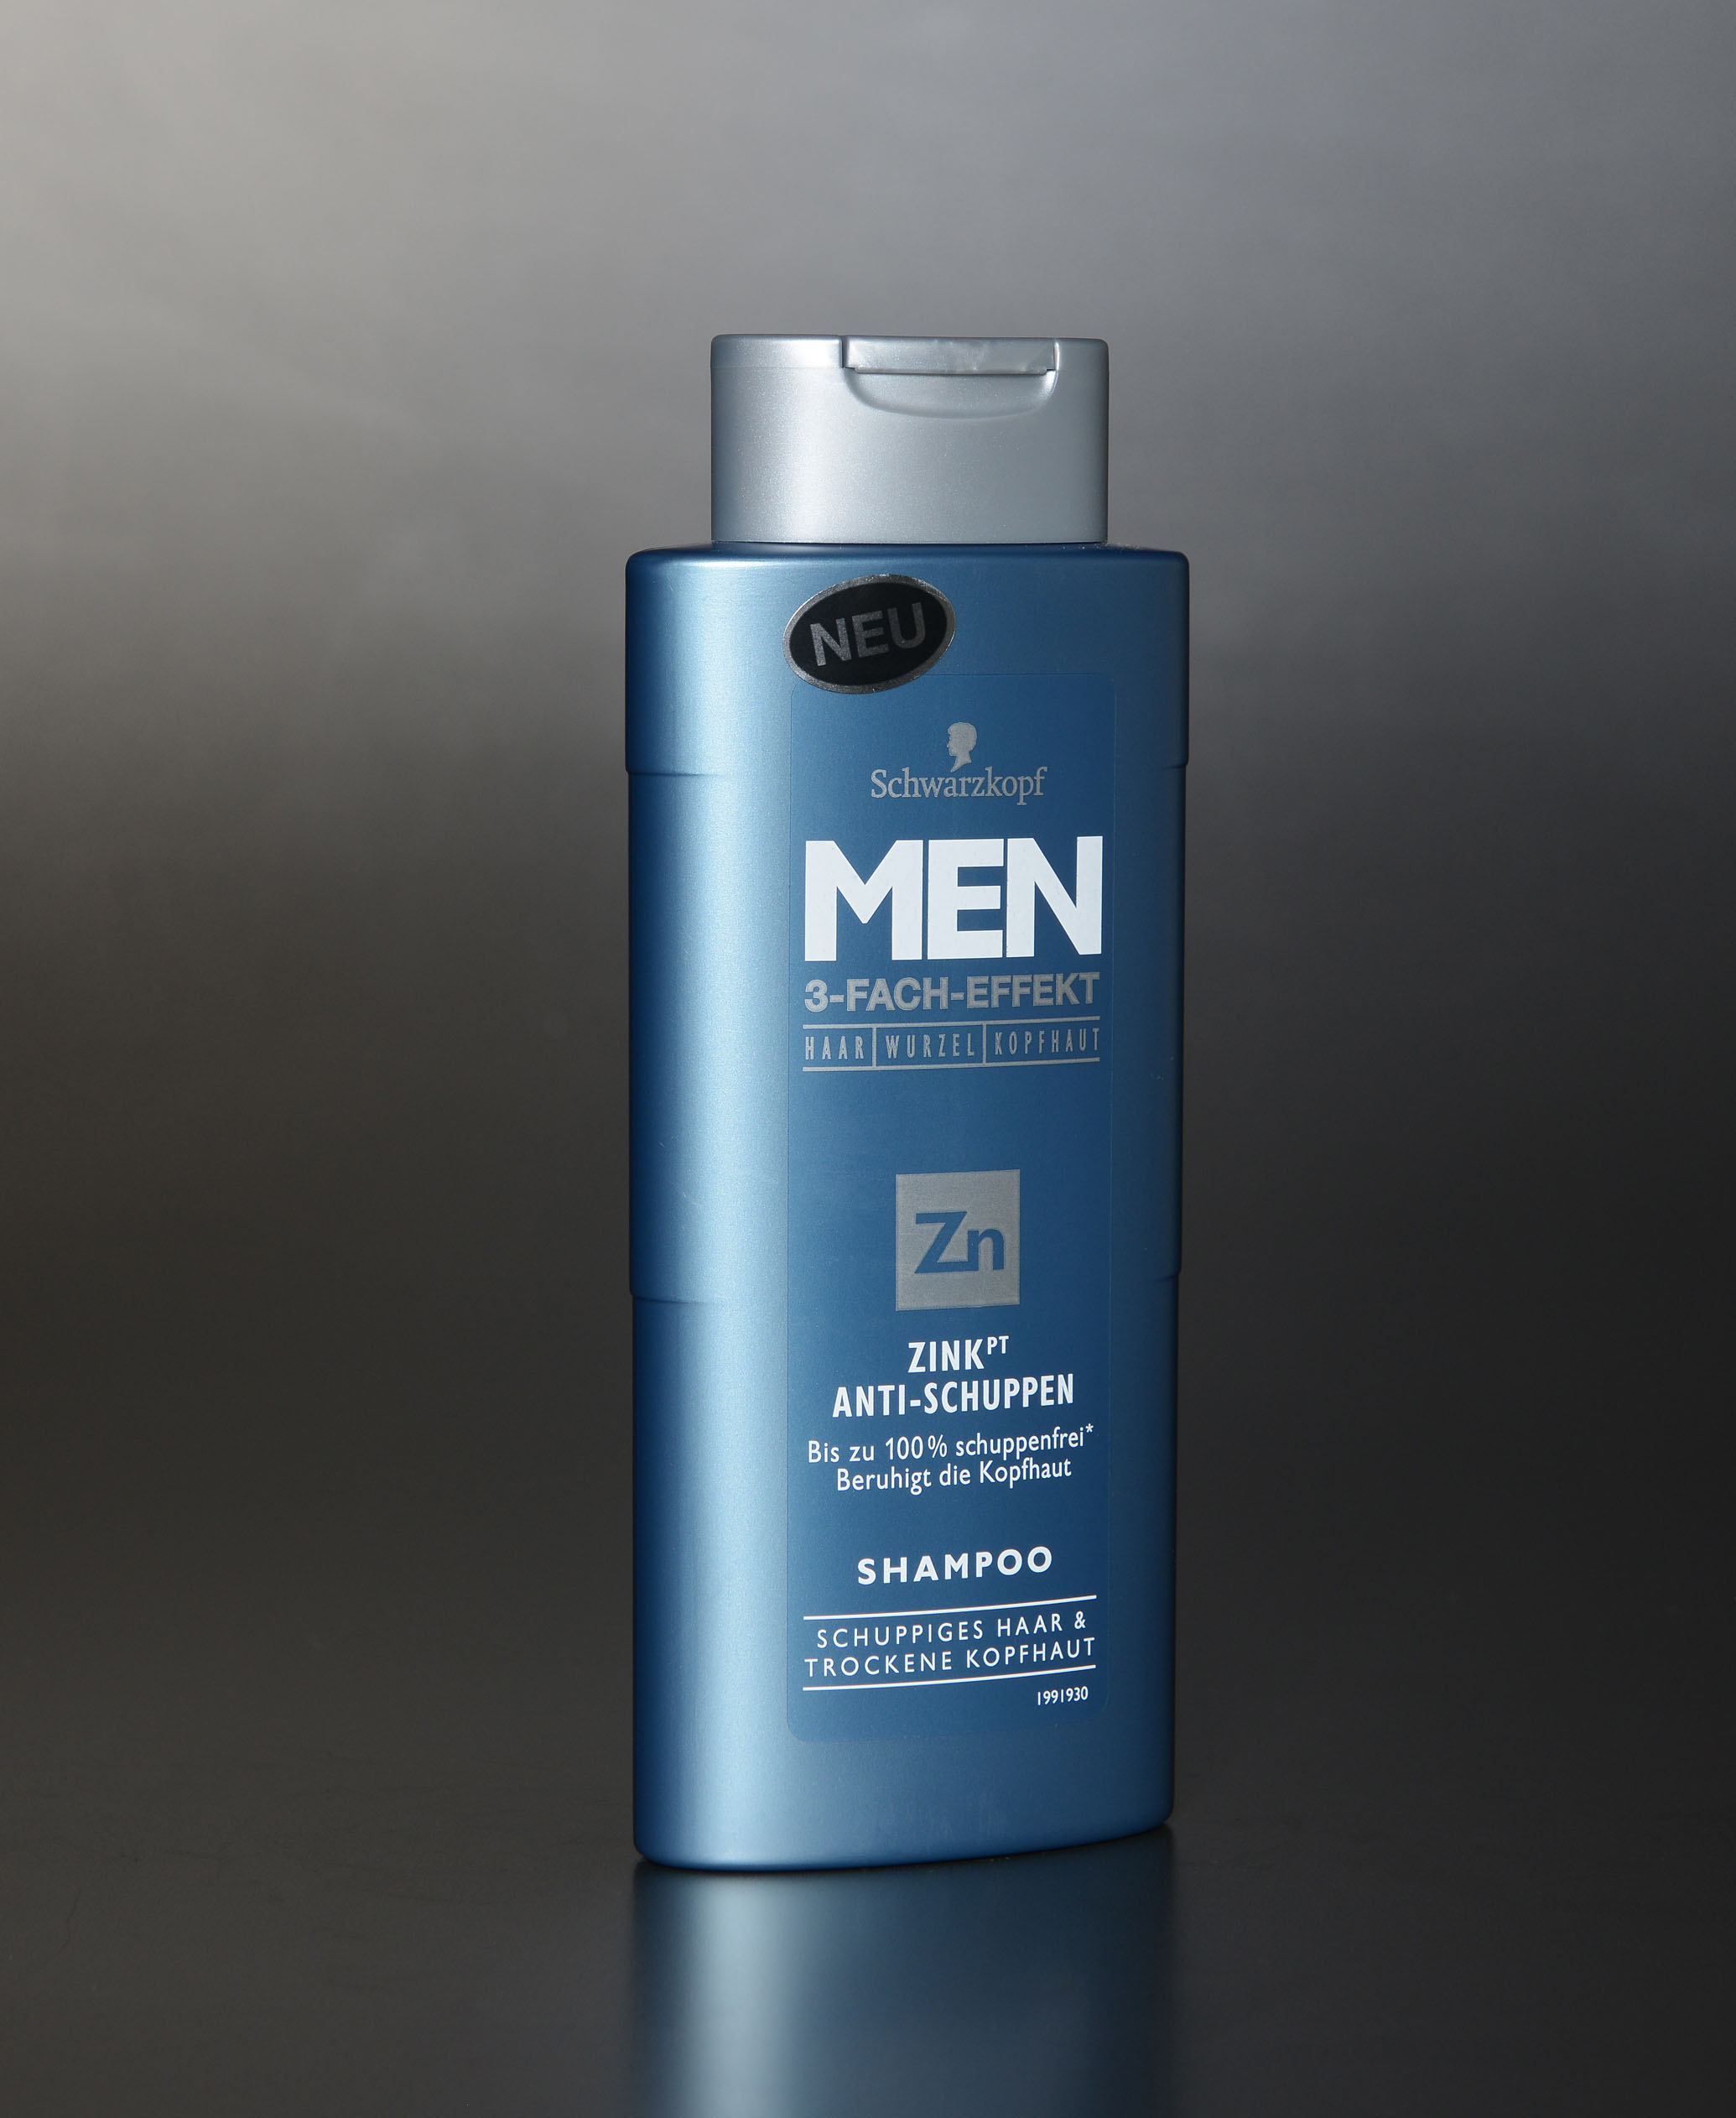 NEU
Schwarzkopf
MEN
3-FACH-EFFEKT
HAAR WURZEL KOPFHAUT
Zn
ZINKPT
ANTI-SCHUPPEN
Bis zu 100% schuppenfrei*
Beruhigt die Kopfhaut
SHAMPOO
SCHUPPIGES HAAR &
TROCKENE KOPFHAUT
1991930